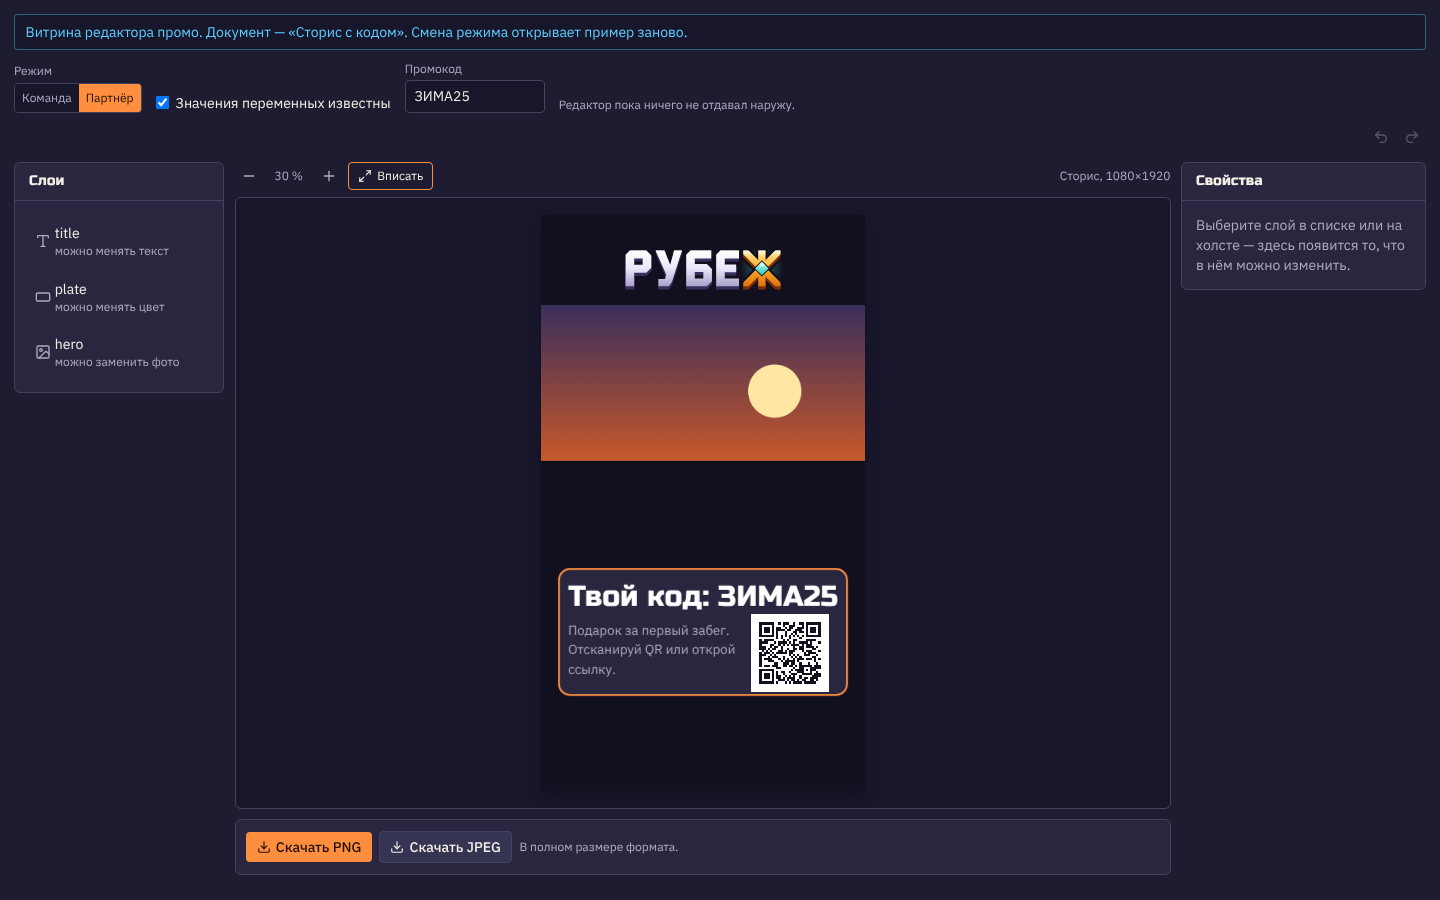 Витрина редактора промо. Документ — «Сторис с кодом». Смена режима открывает пример заново.
Режим
Команда Партнёр
Значения переменных известны
Промокод
ЗИМА25
Редактор пока ничего не отдавал наружу.
Слои
title
можно менять текст
plate
можно менять цвет
hero
можно заменить фото
30 %
Вписать
Сторис, 1080×1920
РУБЕЖ
Твой код: ЗИМА25
Подарок за первый забег.
Отсканируй QR или открой
ссылку.
Скачать PNG
Скачать JPEG
В полном размере формата.
Свойства
Выберите слой в списке или на
холсте — здесь появится то, что
в нём можно изменить.